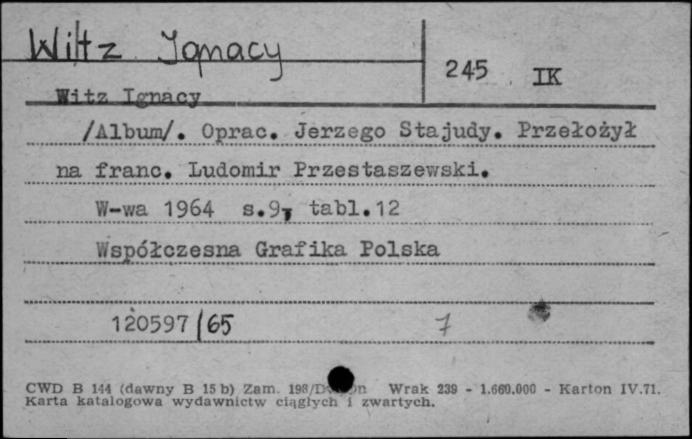 Wiltz Ignacy
245 IK
Witz Ignacy
/Album/. Oprac. Jerzego Stajudy. Przełożył
na franc. Ludomir Przestaszewski.
W-wa 1964 s.9, tabl.12
Współczesna Grafika Polska
120597/65 7
CWD B 144 (dawny B 15 b) Zam. Wrak 239 - 1.660.000 - Karton IV.71.
Karta katalogowa wydawnictw ciągłych i zwartych.